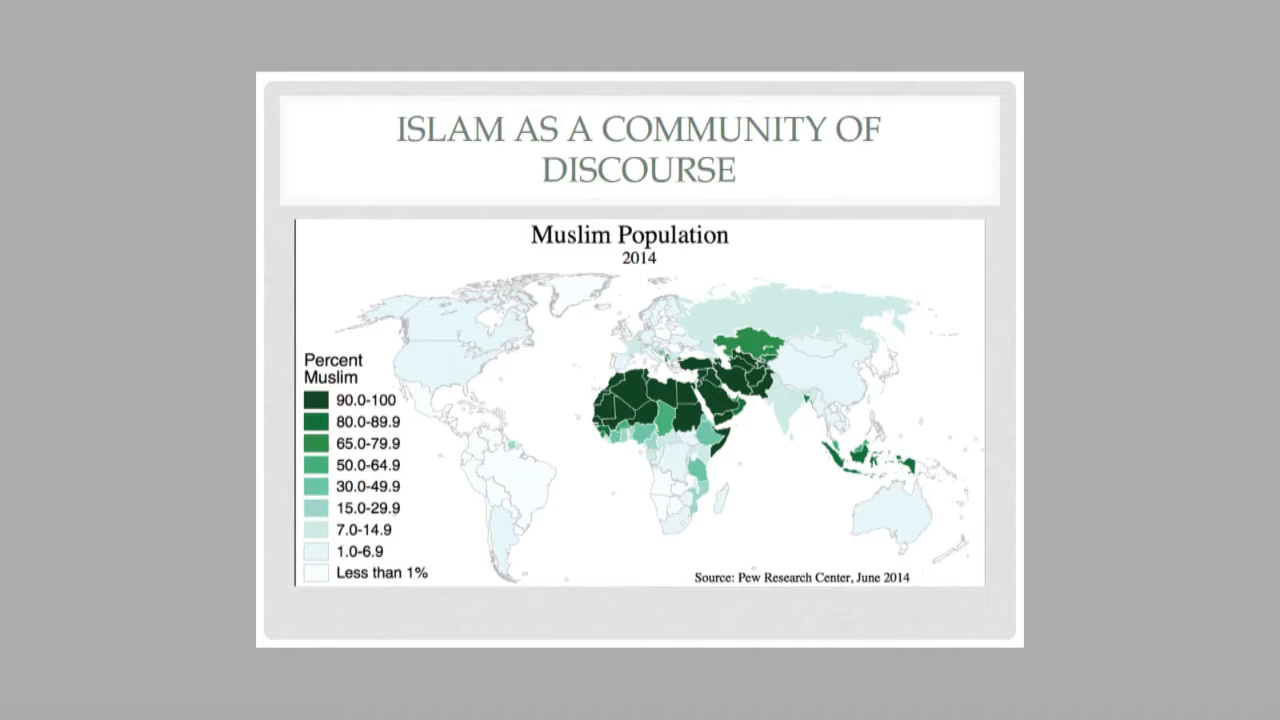 ISLAM AS A COMMUNITY OF
DISCOURSE
Muslim Population
2014
Percent
Muslim
90.0-100
80.0-89.9
65.0-79.9
50.0-64.9
30.0-49.9
15.0-29.9
7.0-14.9
1.0-6.9
Less than 1%
Source: Pew Research Center, June 2014